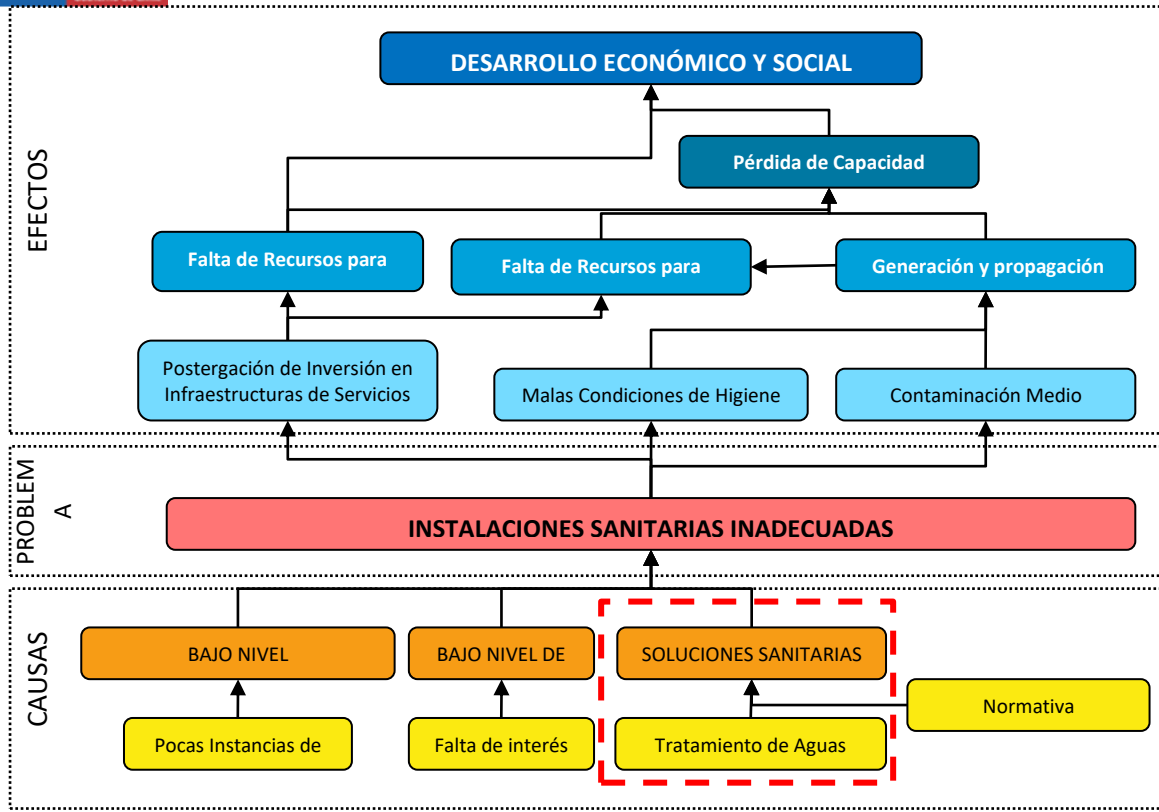 EFECTOS
DESARROLLO ECONÓMICO Y SOCIAL
Pérdida de Capacidad
Falta de Recursos para
Falta de Recursos para
Generación y propagación
Postergación de Inversión en
Infraestructuras de Servicios
Malas Condiciones de Higiene
Contaminación Medio
PROBLEM
A
INSTALACIONES SANITARIAS INADECUADAS
CAUSAS
BAJO NIVEL
BAJO NIVEL DE
SOLUCIONES SANITARIAS
Normativa
Pocas Instancias de
Falta de interés
Tratamiento de Aguas